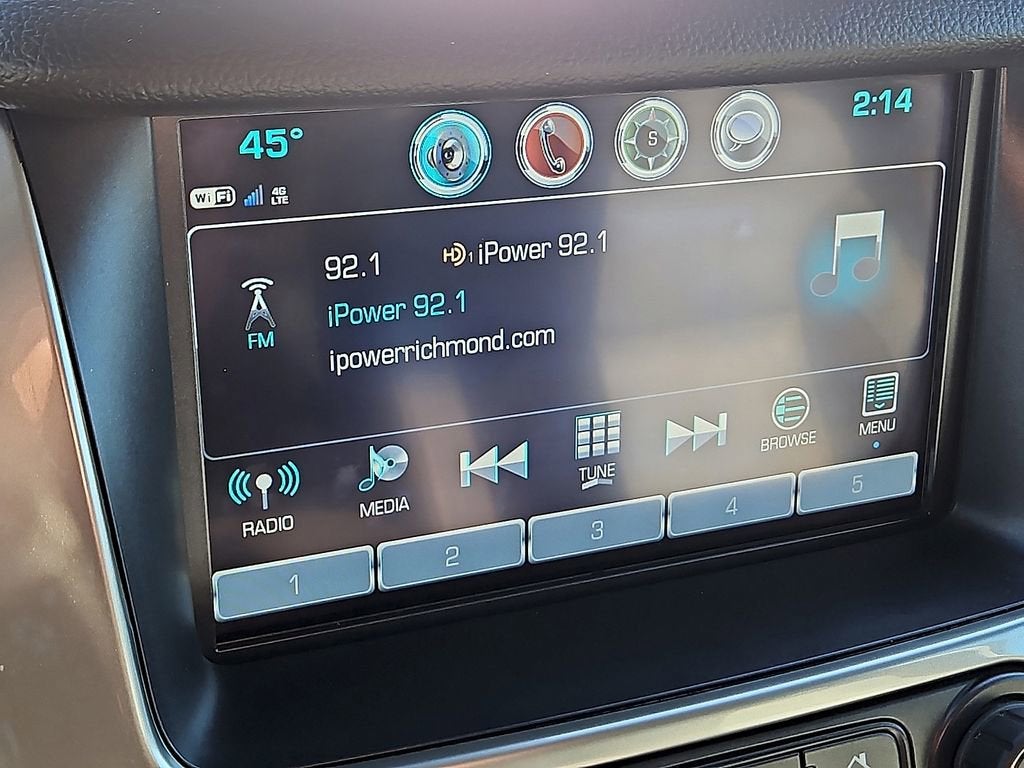 45°
2:14
S
WiFi 4G LTE
92.1 HD1 iPower 92.1
iPower 92.1
FM
ipowerrichmond.com
RADIO
MEDIA
TUNE
BROWSE
MENU
1 2 3 4 5